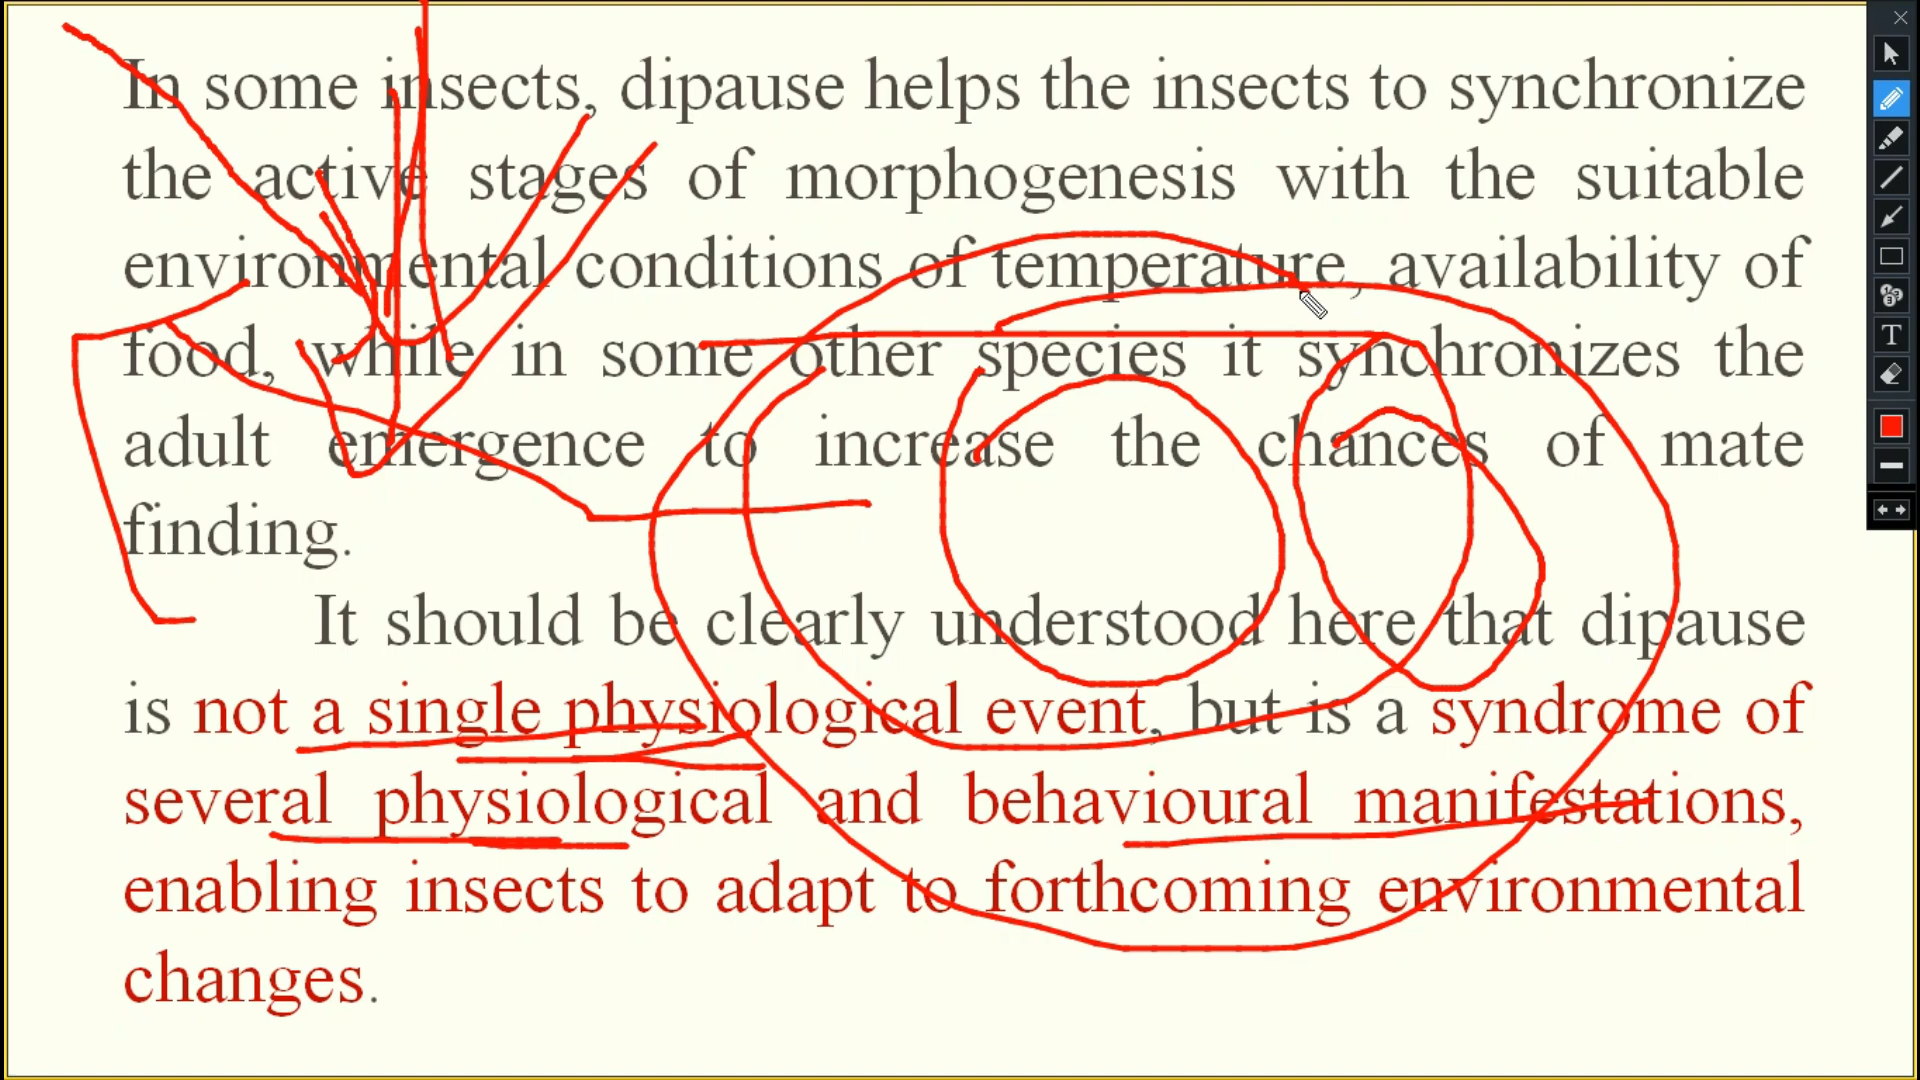 In some insects, dipause helps the insects to synchronize
the active stages of morphogenesis with the suitable
environmental conditions of temperature, availability of
food, while in some other species it synchronizes the
adult emergence to increase the chances of mate
finding.
It should be clearly understood here that dipause
is not a single physiological event, but is a syndrome of
several physiological and behavioural manifestations,
enabling insects to adapt to forthcoming environmental
changes.